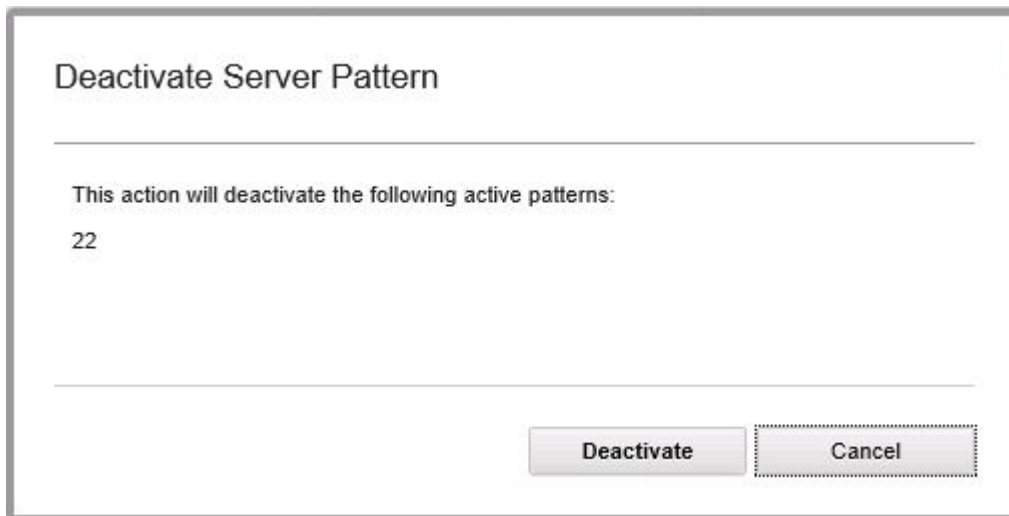 Deactivate Server Pattern
This action will deactivate the following active patterns:
22
Deactivate
Cancel